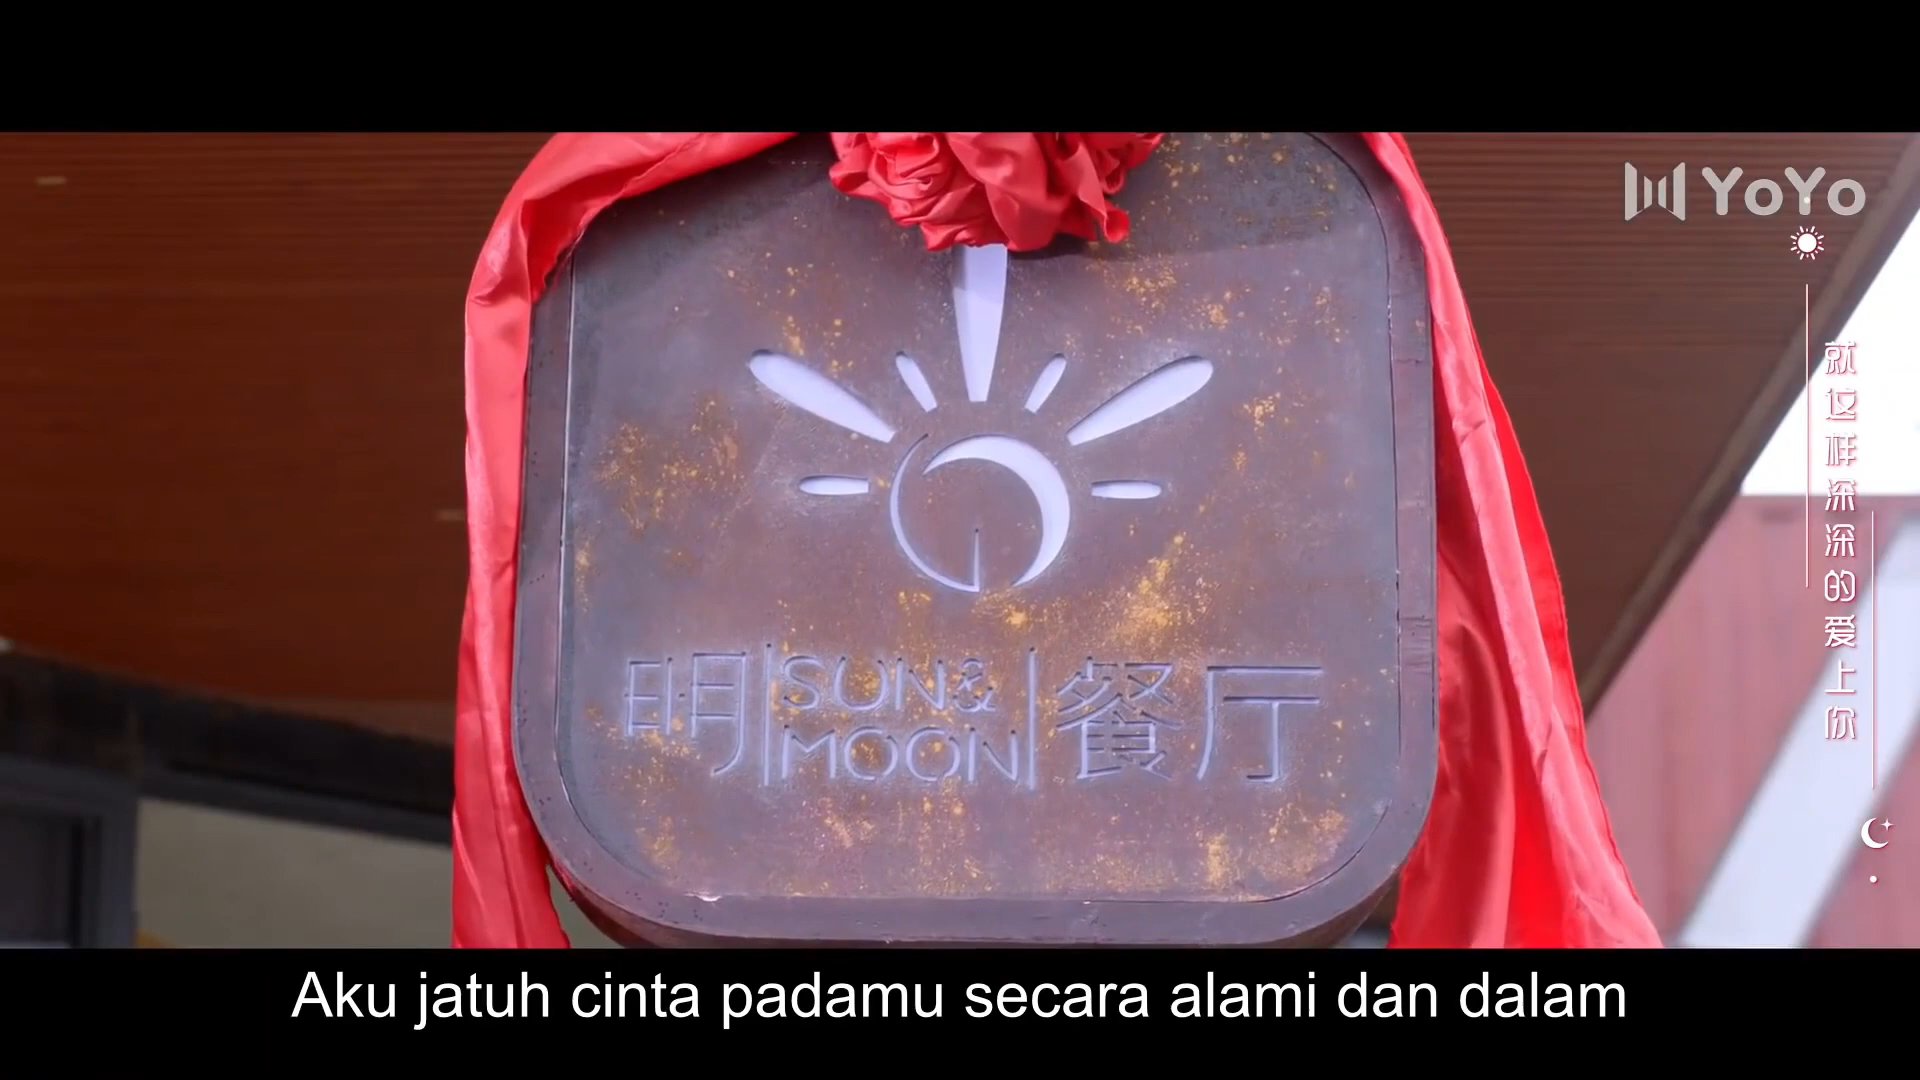 YoYo
就这样深深的爱上你
明 SUN& MOON 餐厅
Aku jatuh cinta padamu secara alami dan dalam